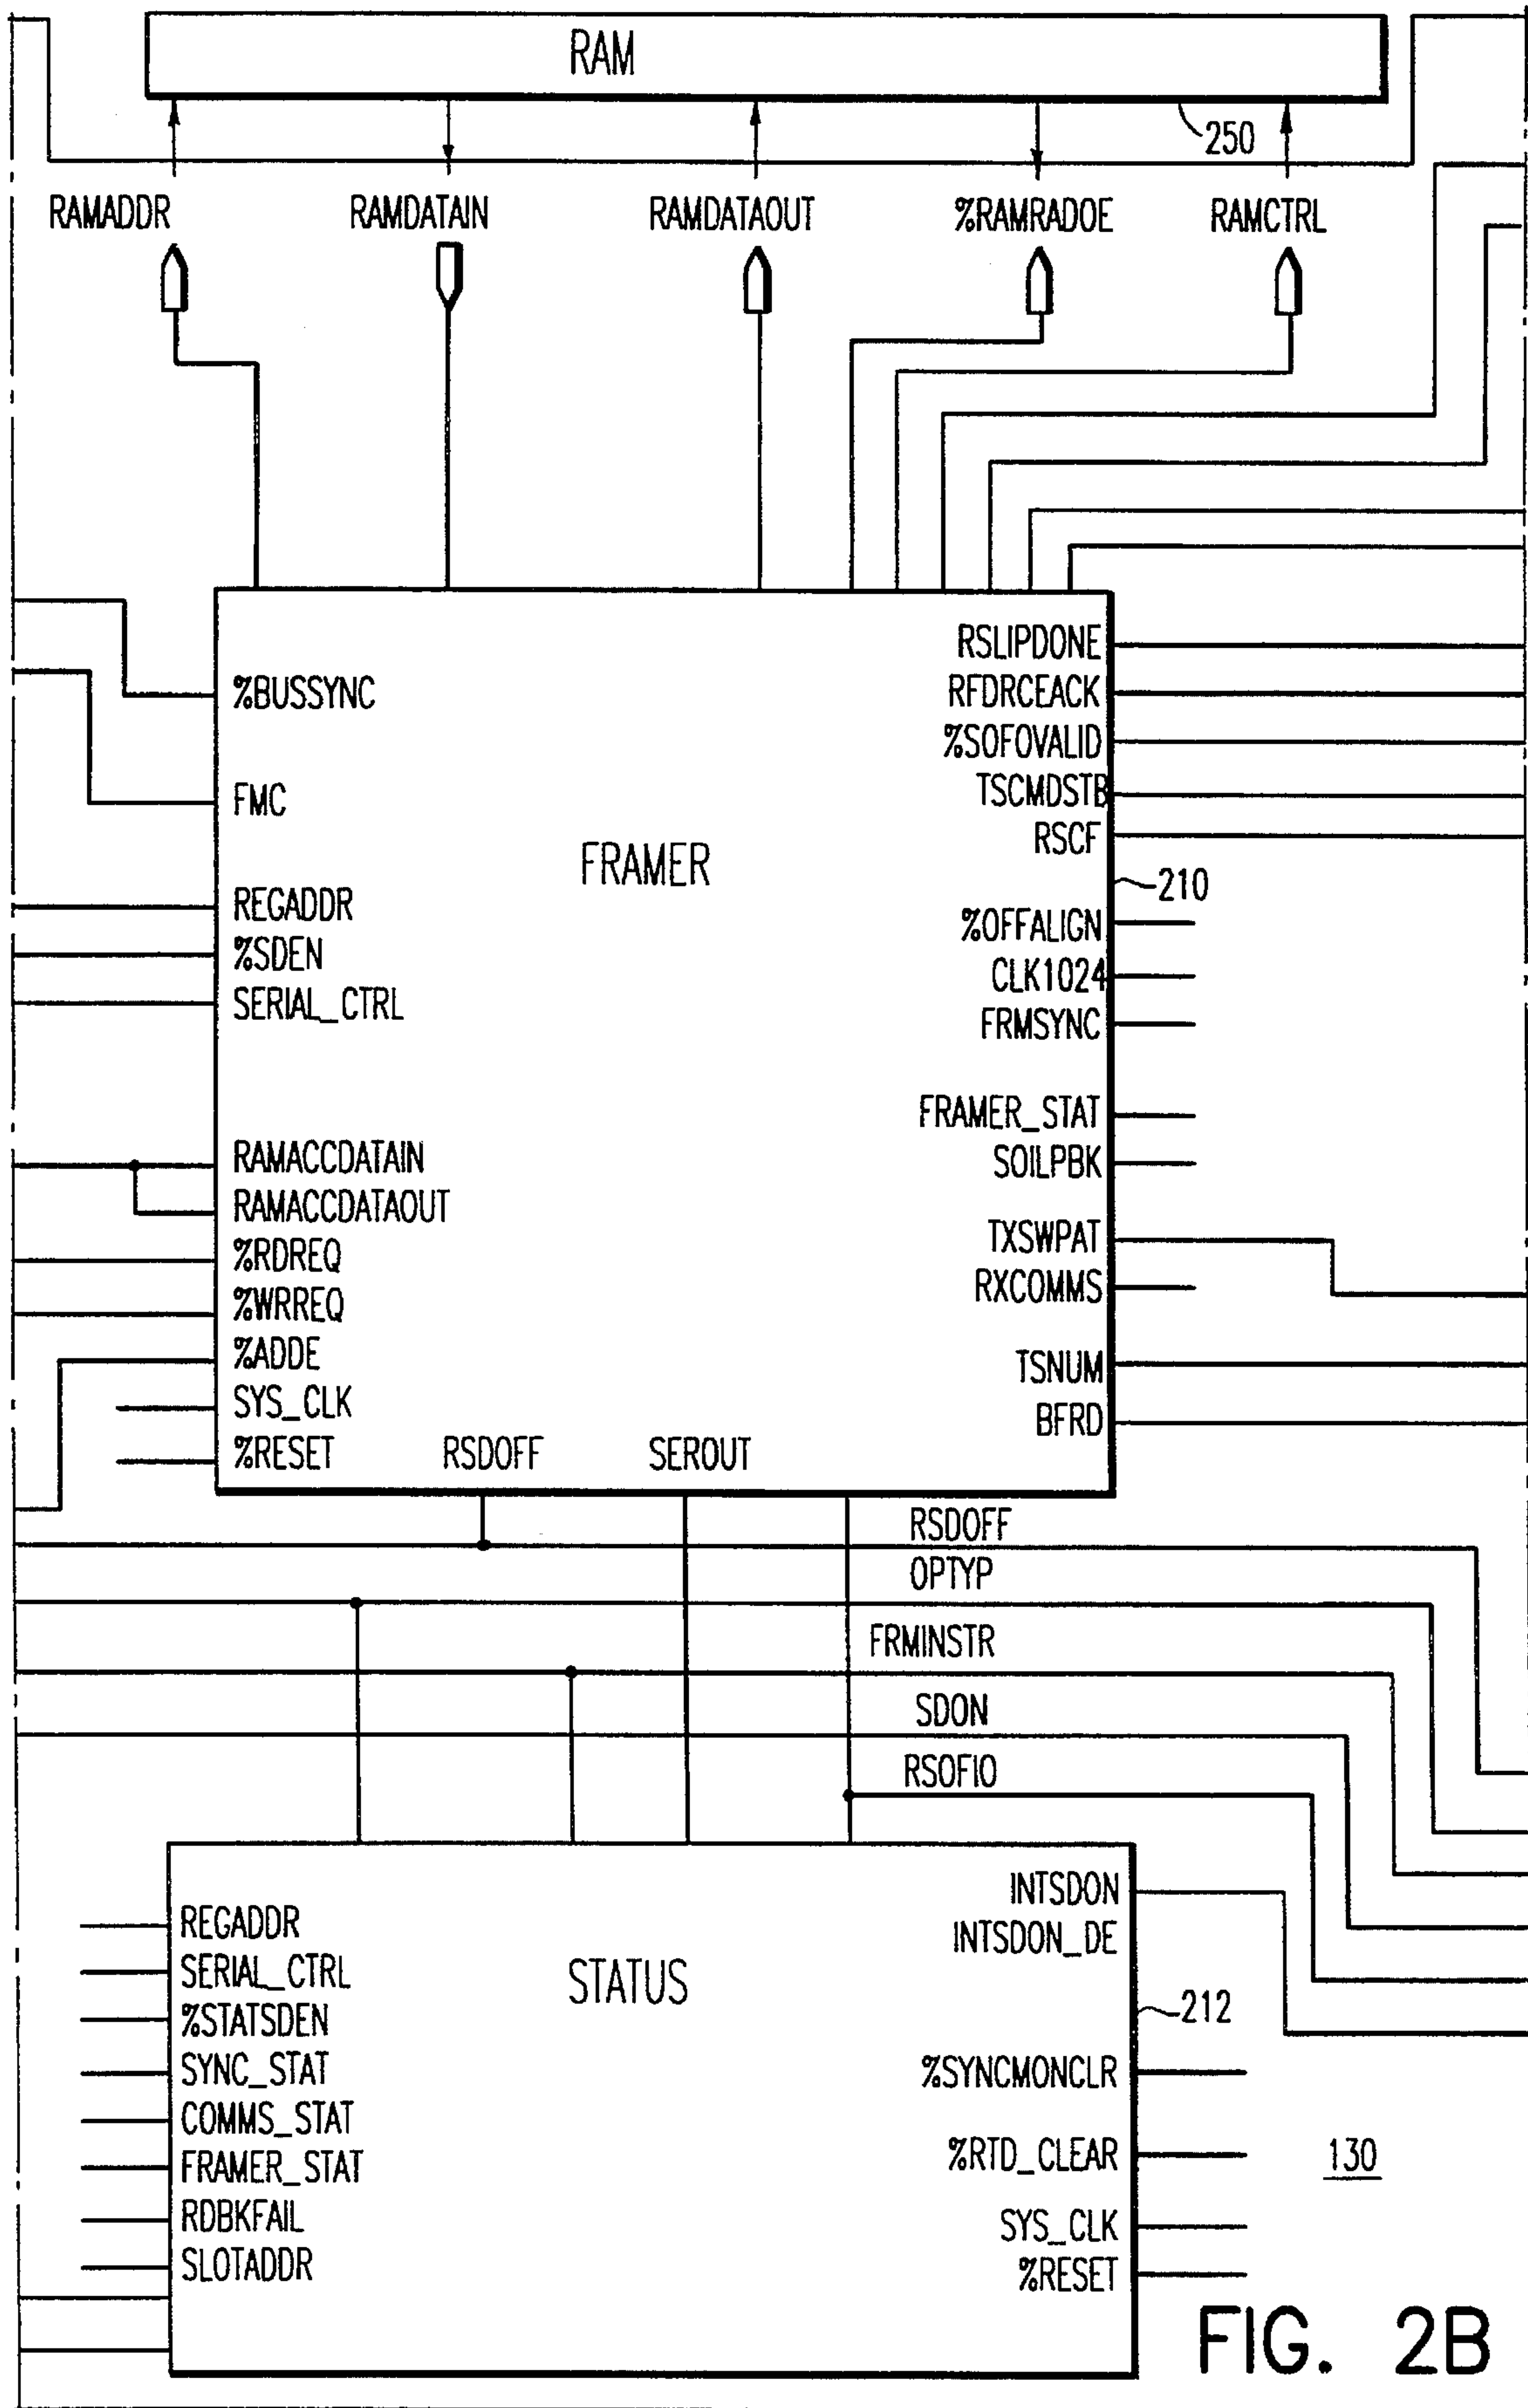 RAM
250
RAMADDR RAMDATAIN RAMDATAOUT %RAMRADOE RAMCTRL
RSLIPDONE
%BUSSYNC
RFDRCEACK
%SOFOVALID
TSCMDSTB
FMC
RSCF
FRAMER
210
REGADDR
%OFFALIGN
%SDEN
CLK1024
SERIAL_CTRL
FRMSYNC
FRAMER_STAT
RAMACCDATAIN
SOILPBK
RAMACCDATAOUT
TXSWPAT
%RDREQ
RXCOMMS
%WRREQ
%ADDE
TSNUM
SYS_CLK
BFRD
%RESET
RSDOFF
SEROUT
RSDOFF
OPTYP
FRMINSTR
SDON
RSOFIO
INTSDON
REGADDR
INTSDON_DE
SERIAL_CTRL
STATUS
%STATSDEN
212
SYNC_STAT
%SYNCMONCLR
COMMS_STAT
FRAMER_STAT
%RTD_CLEAR
130
RDBKFAIL
SYS_CLK
SLOTADDR
%RESET
FIG. 2B